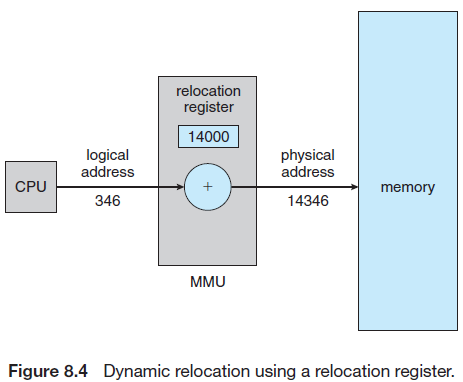 relocation
register
14000
logical
address
physical
address
CPU
+
memory
346
14346
MMU
Figure 8.4 Dynamic relocation using a relocation register.